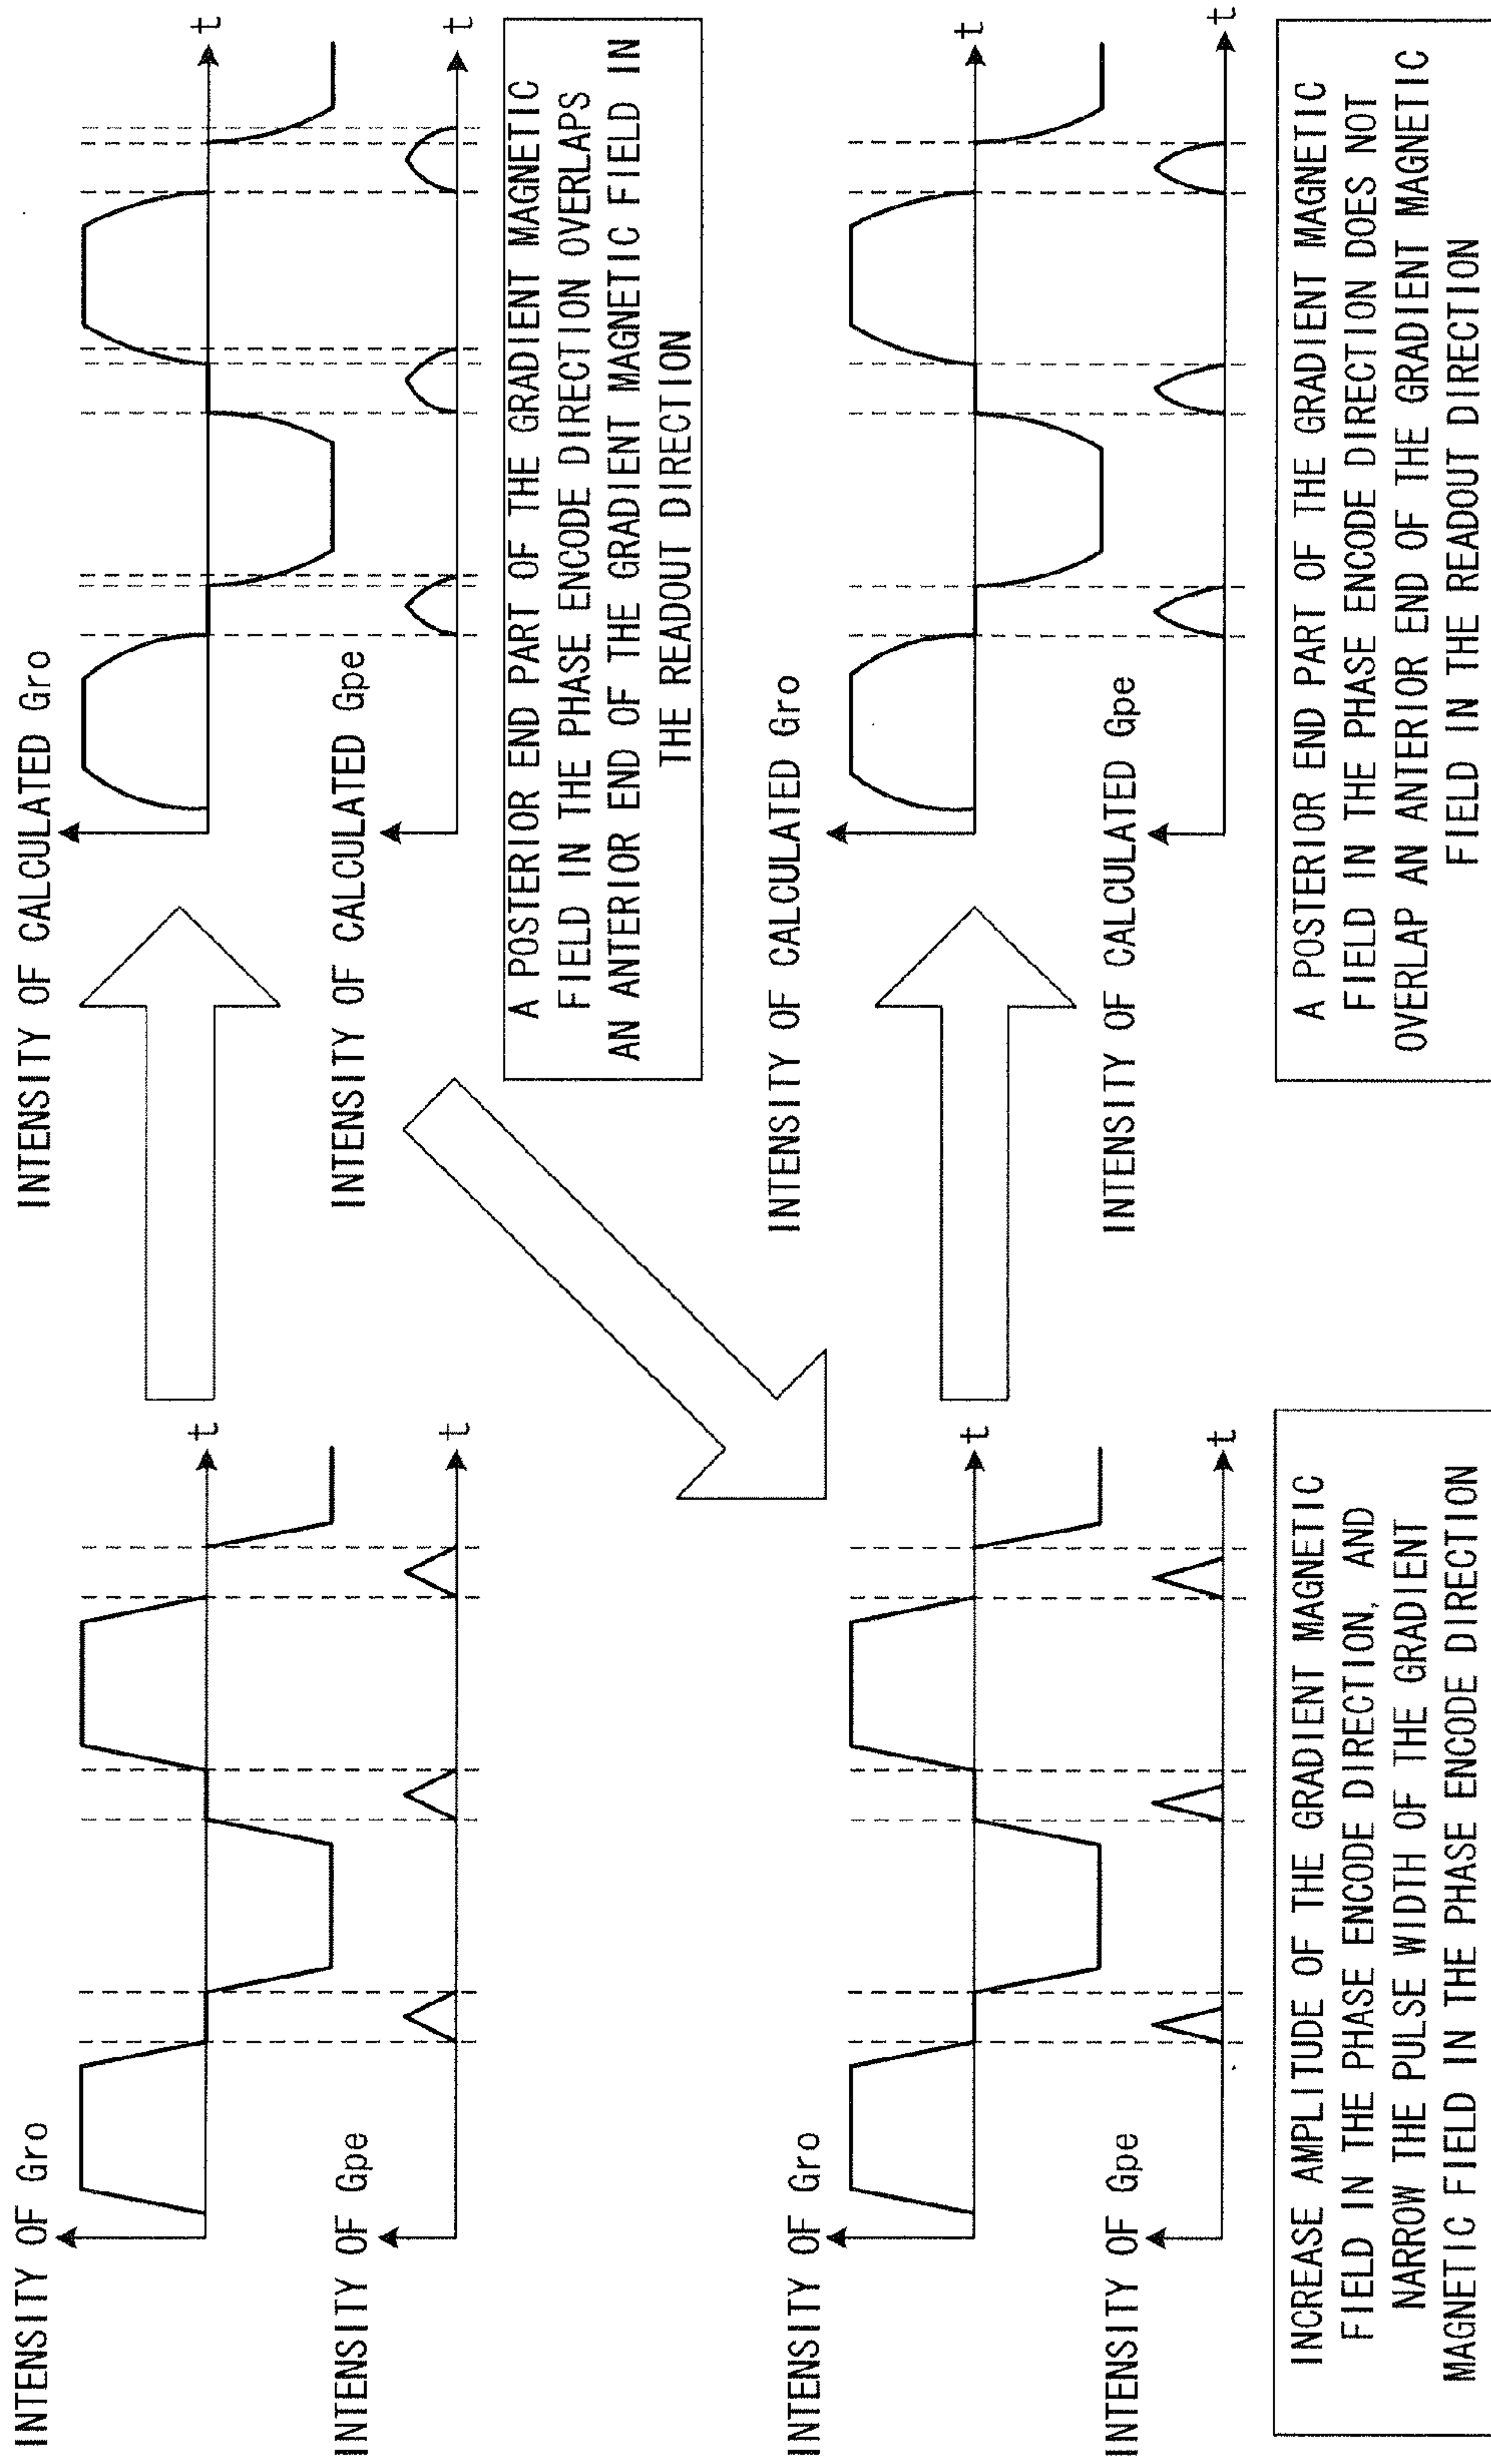 INTENSITY OF Gro
t
INTENSITY OF Gpe
t
INTENSITY OF CALCULATED Gro
t
INTENSITY OF CALCULATED Gpe
t
A POSTERIOR END PART OF THE GRADIENT MAGNETIC
FIELD IN THE PHASE ENCODE DIRECTION OVERLAPS
AN ANTERIOR END OF THE GRADIENT MAGNETIC FIELD IN
THE READOUT DIRECTION
INTENSITY OF Gro
t
INTENSITY OF Gpe
t
INCREASE AMPLITUDE OF THE GRADIENT MAGNETIC
FIELD IN THE PHASE ENCODE DIRECTION, AND
NARROW THE PULSE WIDTH OF THE GRADIENT
MAGNETIC FIELD IN THE PHASE ENCODE DIRECTION
INTENSITY OF CALCULATED Gro
t
INTENSITY OF CALCULATED Gpe
t
A POSTERIOR END PART OF THE GRADIENT MAGNETIC
FIELD IN THE PHASE ENCODE DIRECTION DOES NOT
OVERLAP AN ANTERIOR END OF THE GRADIENT MAGNETIC
FIELD IN THE READOUT DIRECTION